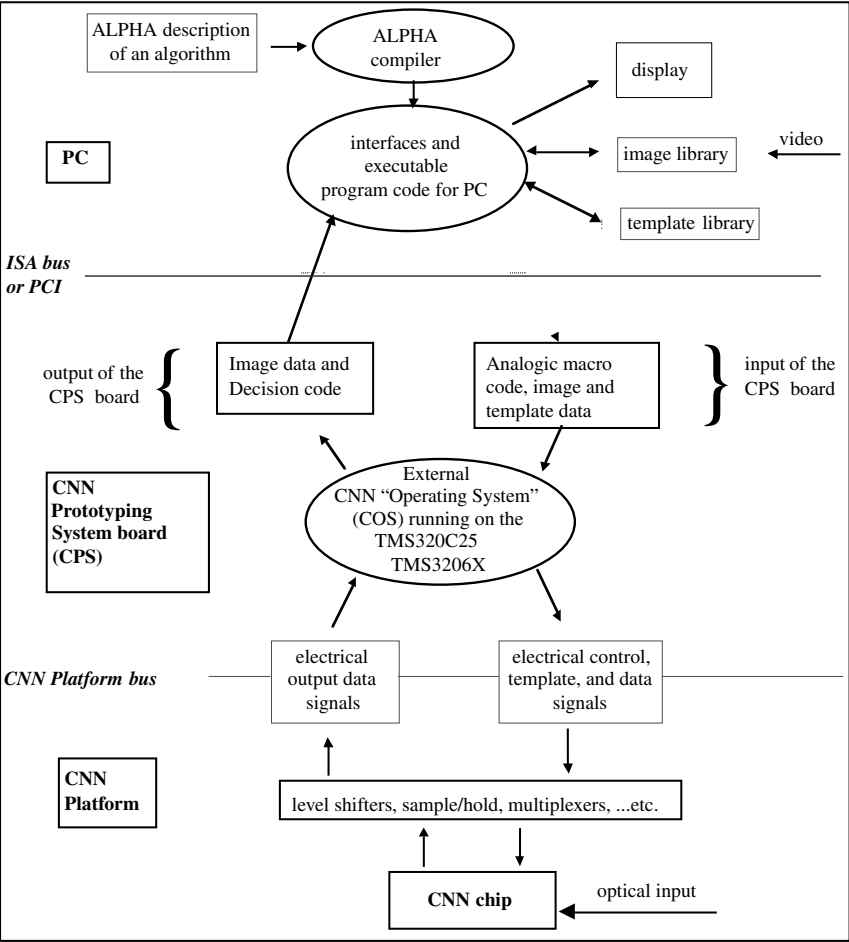 ALPHA description
of an algorithm
ALPHA
compiler
display
PC
interfaces and
executable
program code for PC
image library
video
template library
ISA bus
or PCI
output of the
CPS board
{
Image data and
Decision code
Analogic macro
code, image and
template data
}
input of the
CPS board
CNN
Prototyping
System board
(CPS)
External
CNN “Operating System”
(COS) running on the
TMS320C25
TMS3206X
CNN Platform bus
electrical
output data
signals
electrical control,
template, and data
signals
CNN
Platform
level shifters, sample/hold, multiplexers, ...etc.
CNN chip
optical input